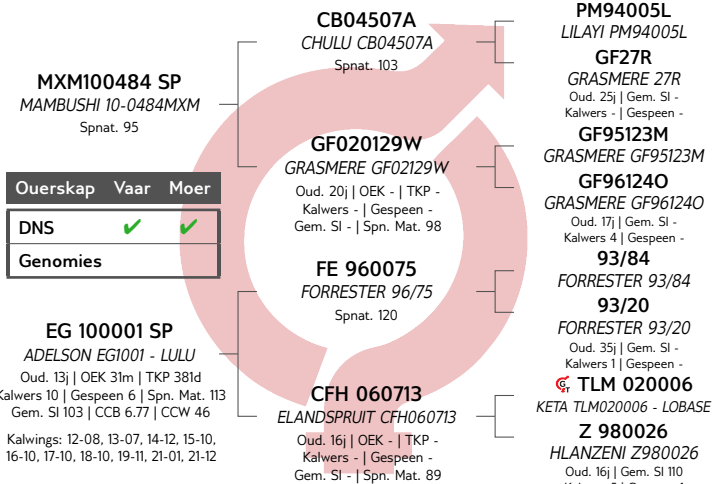 MXM100484 SP
MAMBUSHI 10-0484MXM
Spnat. 95
Ouerskap Vaar Moer
DNS ✔ ✔
Genomies
EG 100001 SP
ADELSON EG1001 - LULU
Oud. 13j | OEK 31m | TKP 381d
Kalwers 10 | Gespeen 6 | Spn. Mat. 113
Gem. SI 103 | CCB 6.77 | CCW 46
Kalwings: 12-08, 13-07, 14-12, 15-10,
16-10, 17-10, 18-10, 19-11, 21-01, 21-12
CB04507A
CHULU CB04507A
Spnat. 103
GF020129W
GRASMERE GF02129W
Oud. 20j | OEK - | TKP -
Kalwers - | Gespeen -
Gem. SI - | Spn. Mat. 98
FE 960075
FORRESTER 96/75
Spnat. 120
CFH 060713
ELANDSPRUIT CFH060713
Oud. 16j | OEK - | TKP -
Kalwers - | Gespeen -
Gem. SI - | Spn. Mat. 89
PM94005L
LILAYI PM94005L
GF27R
GRASMERE 27R
Oud. 25j | Gem. SI -
Kalwers - | Gespeen -
GF95123M
GRASMERE GF95123M
GF96124O
GRASMERE GF96124O
Oud. 17j | Gem. SI -
Kalwers 4 | Gespeen -
93/84
FORRESTER 93/84
93/20
FORRESTER 93/20
Oud. 35j | Gem. SI -
Kalwers 1 | Gespeen -
TLM 020006
KETA TLM020006 - LOBASE
Z 980026
HLANZENI Z980026
Oud. 16j | Gem. SI 110